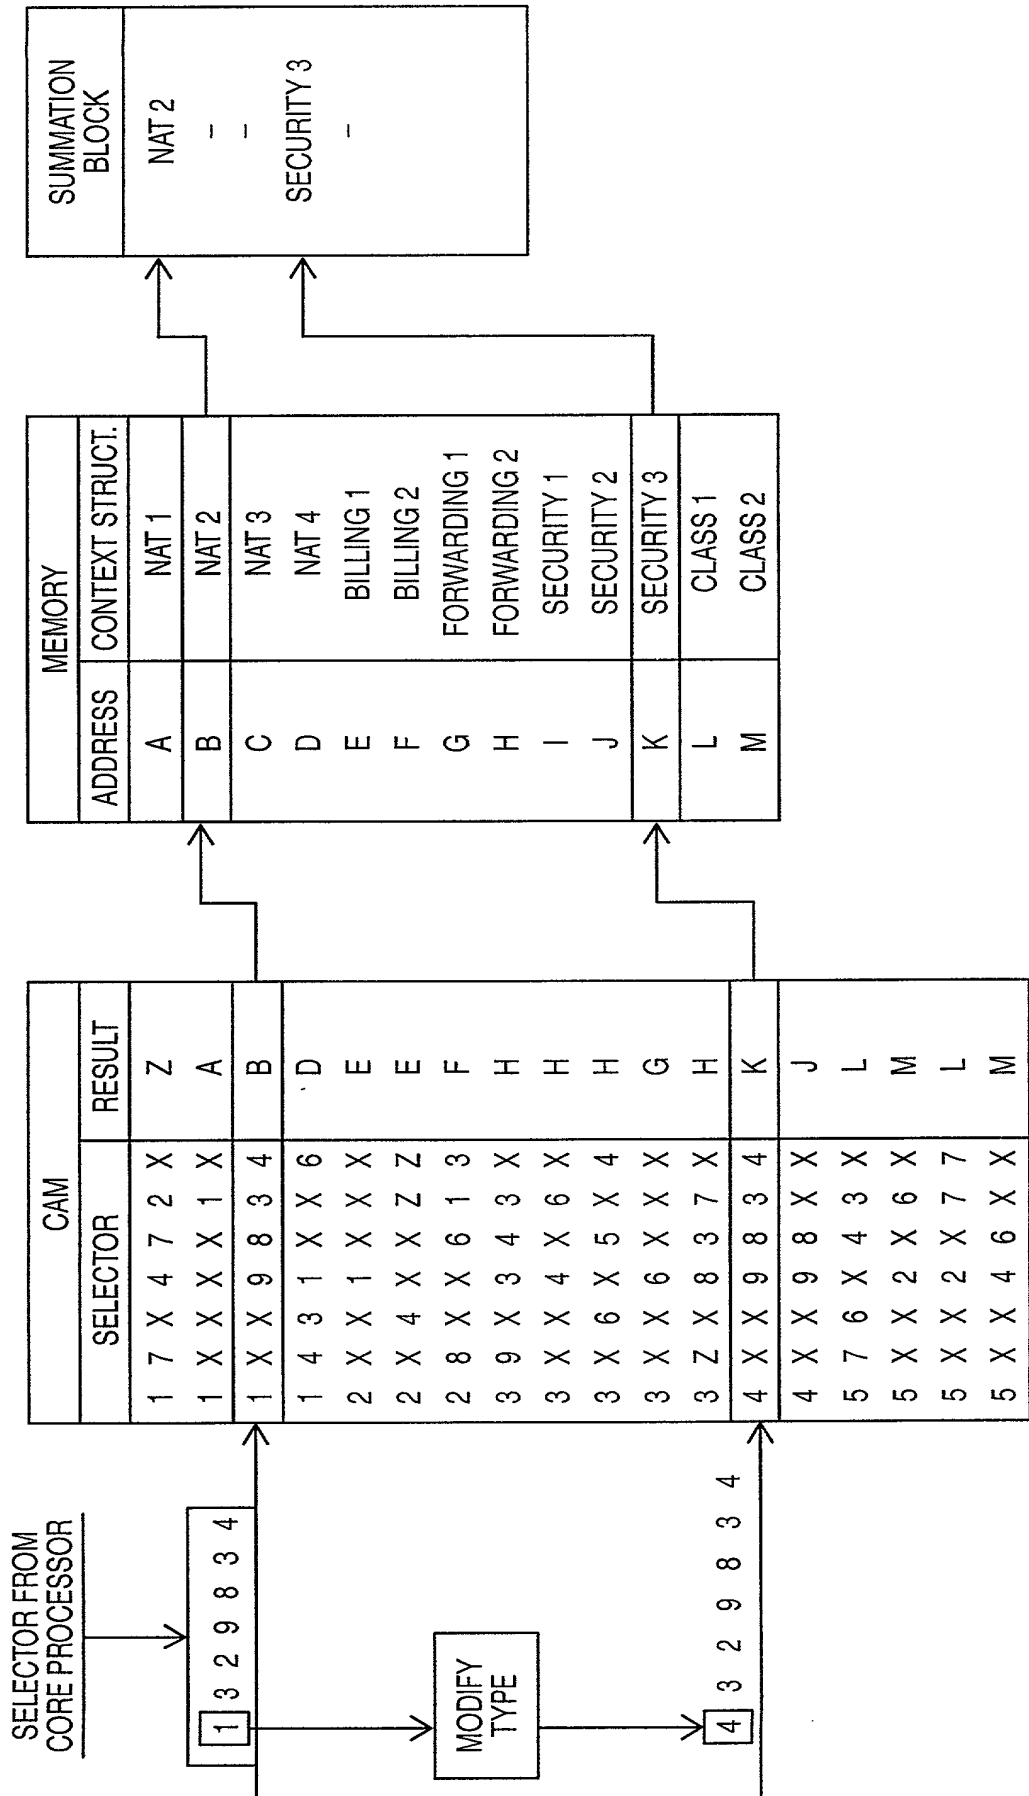 SELECTOR FROM
CORE PROCESSOR
1 3 2 9 8 3 4
MODIFY
TYPE
4 3 2 9 8 3 4
CAM
SELECTOR RESULT
1 7 X 4 7 2 X Z
1 X X X X 1 X A
1 X X 9 8 3 4 B
1 4 3 1 X X 6 D
2 X X 1 X X X E
2 X 4 X X Z Z E
2 8 X X 6 1 3 F
3 9 X 3 4 3 X H
3 X X 4 X 6 X H
3 X 6 X 5 X 4 H
3 X X 6 X X X G
3 Z X 8 3 7 X H
4 X X 9 8 3 4 K
4 X X 9 8 X X J
5 7 6 X 4 3 X L
5 X X 2 X 6 X M
5 X X 2 X 7 7 L
5 X X 4 6 X X M
MEMORY
ADDRESS CONTEXT STRUCT.
A NAT 1
B NAT 2
C NAT 3
D NAT 4
E BILLING 1
F BILLING 2
G FORWARDING 1
H FORWARDING 2
I SECURITY 1
J SECURITY 2
K SECURITY 3
L CLASS 1
M CLASS 2
SUMMATION
BLOCK
NAT 2
–
–
SECURITY 3
–